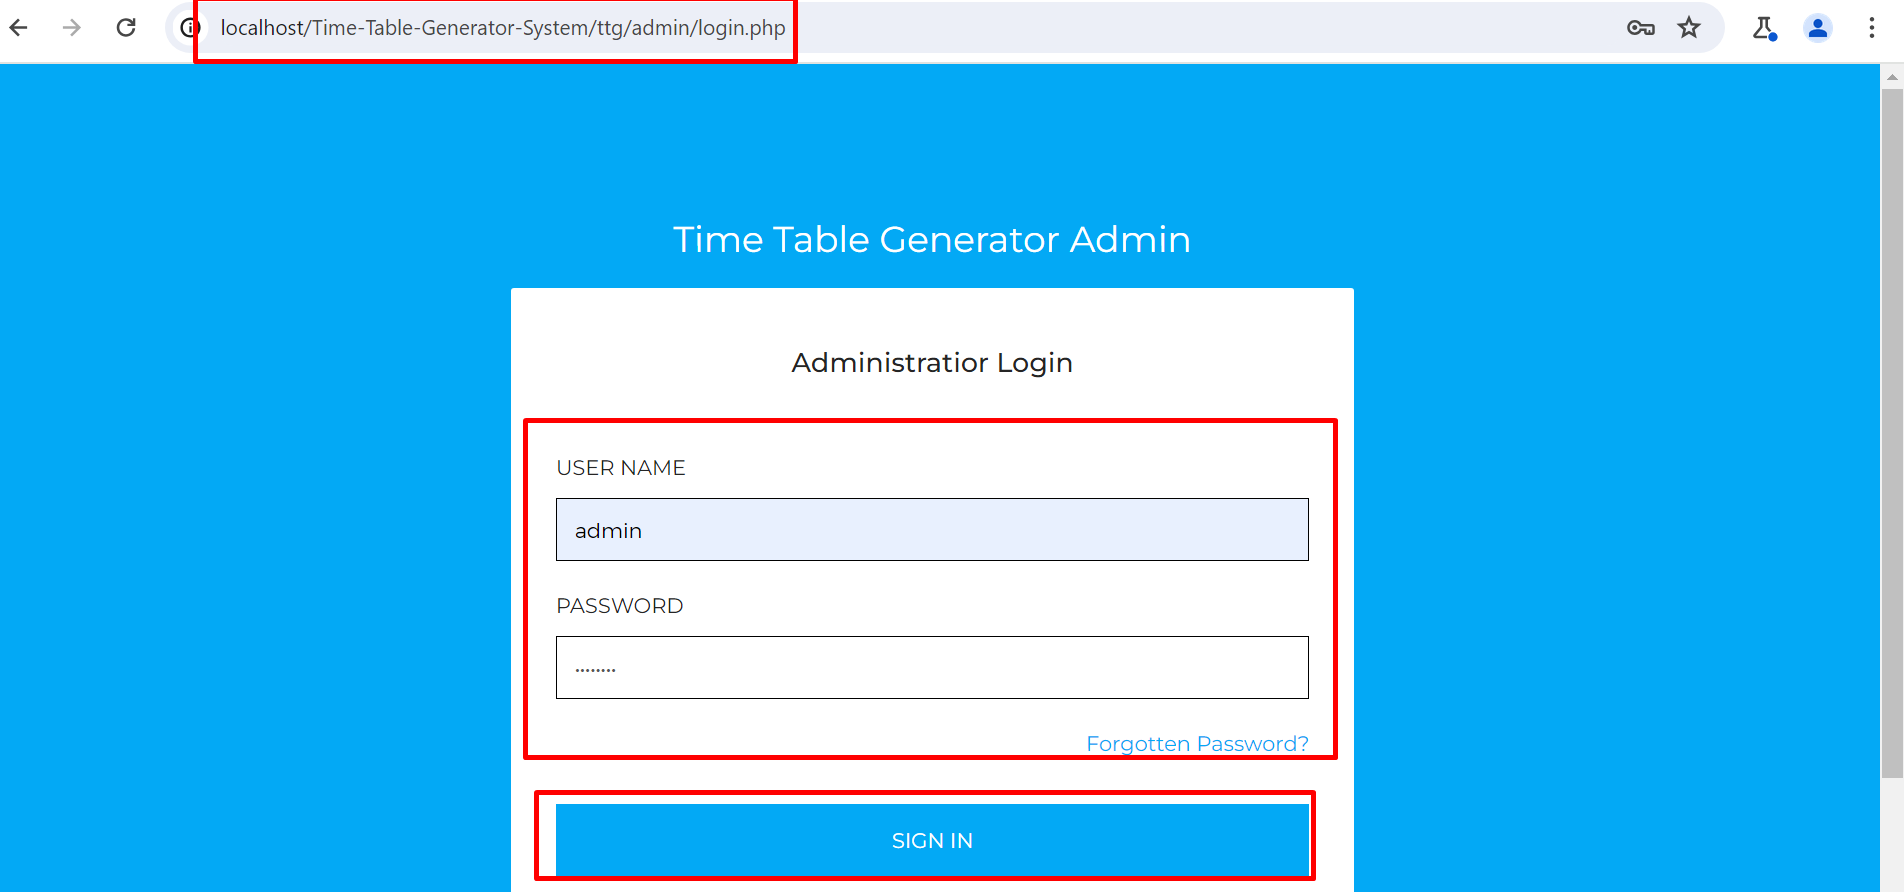 localhost/Time-Table-Generator-System/ttg/admin/login.php
Time Table Generator Admin
Administratior Login
USER NAME
admin
PASSWORD
........
Forgotten Password?
SIGN IN